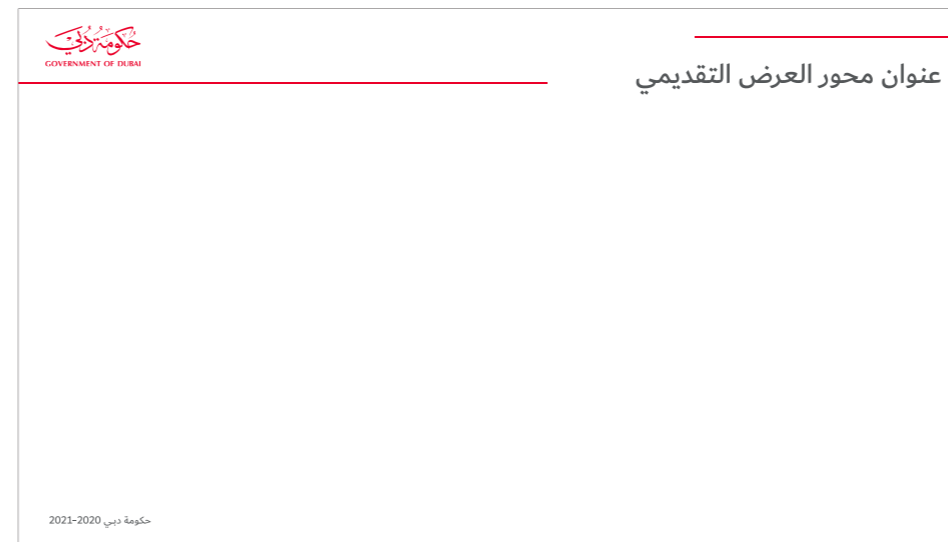 حكومة دبي
GOVERNMENT OF DUBAI
عنوان محور العرض التقديمي
حكومة دبي 2020-2021